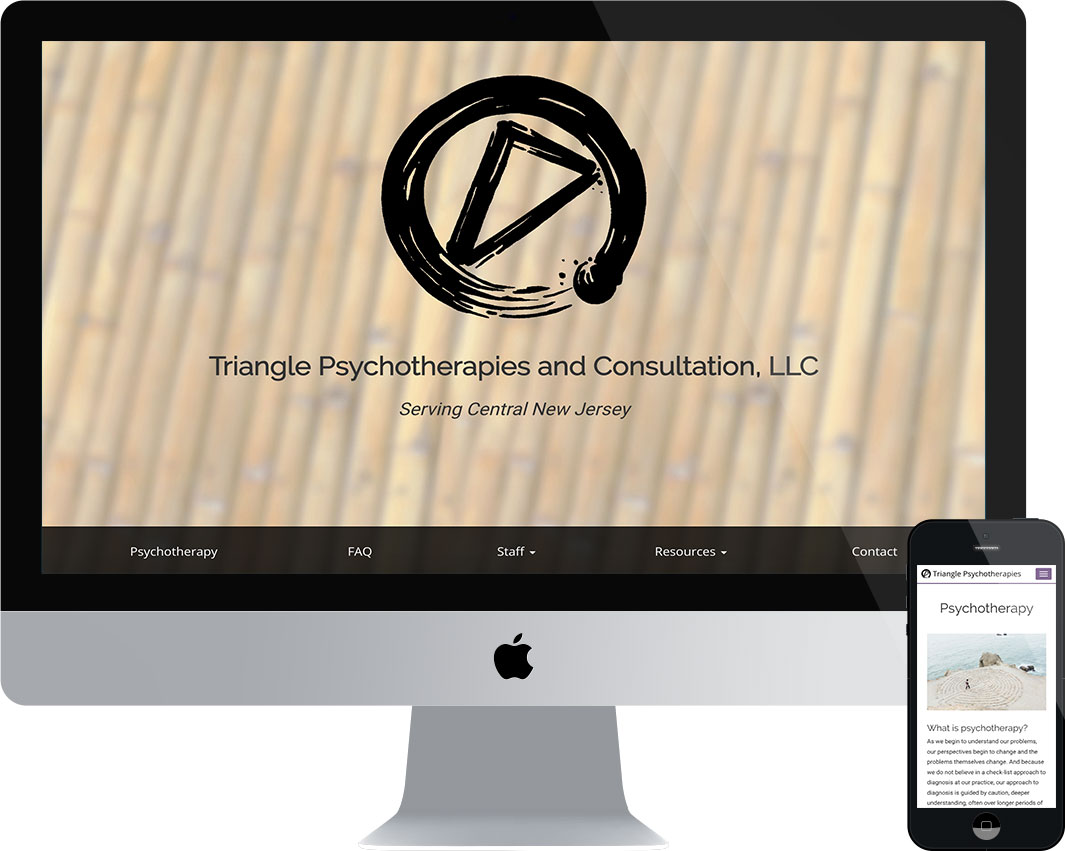 Triangle Psychotherapies and Consultation, LLC
Serving Central New Jersey
Psychotherapy FAQ Staff Resources Contact
Triangle Psychotherapies
Psychotherapy
What is psychotherapy?
As we begin to understand our problems,
our perspectives begin to change and the
problems themselves change. And because
we do not believe in a check-list approach to
diagnosis at our practice, our approach to
diagnosis is guided by caution, deeper
understanding, often over longer periods of